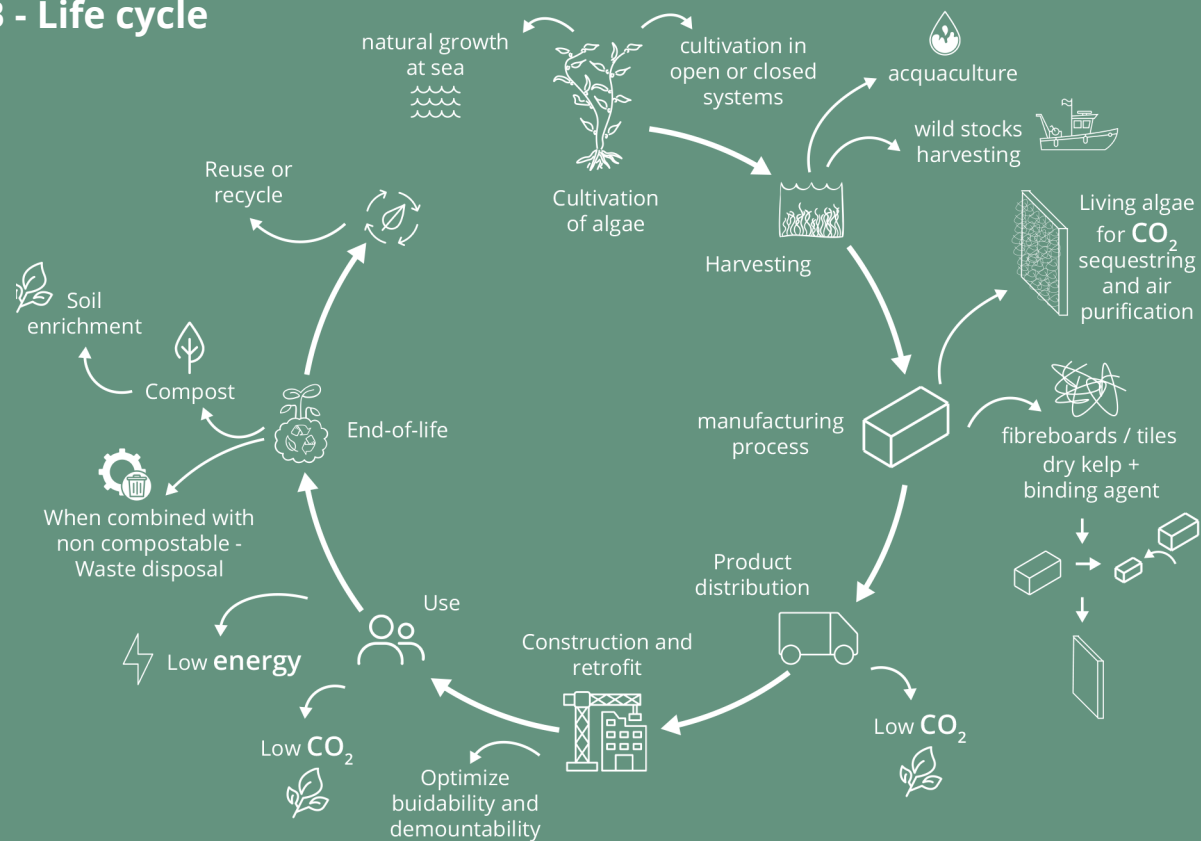 - Life cycle
natural growth
at sea
cultivation in
open or closed
systems
acquaculture
wild stocks
harvesting
Cultivation
of algae
Harvesting
Living algae
for CO2
sequestring
and air
purification
Reuse or
recycle
Soil
enrichment
Compost
End-of-life
manufacturing
process
fibreboards / tiles
dry kelp +
binding agent
When combined with
non compostable -
Waste disposal
Product
distribution
Use
Construction and
retrofit
Low energy
Low CO2
Low CO2
Optimize
buidability and
demountability